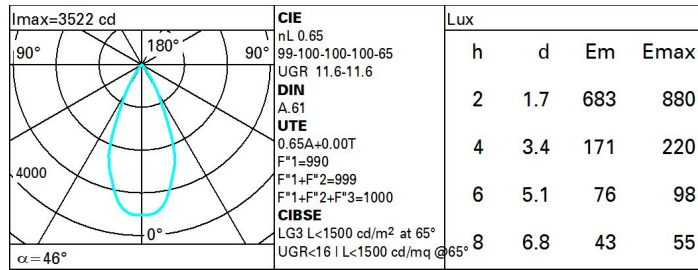 Imax=3522 cd
90°
180°
90°
4000
0°
α=46°
CIE
nL 0.65
99-100-100-100-65
UGR 11.6-11.6
DIN
A.61
UTE
0.65A+0.00T
F"1=990
F"1+F"2=999
F"1+F"2+F"3=1000
CIBSE
LG3 L<1500 cd/m² at 65°
UGR<16 | L<1500 cd/mq @65°
Lux
h d Em Emax
2 1.7 683 880
4 3.4 171 220
6 5.1 76 98
8 6.8 43 55